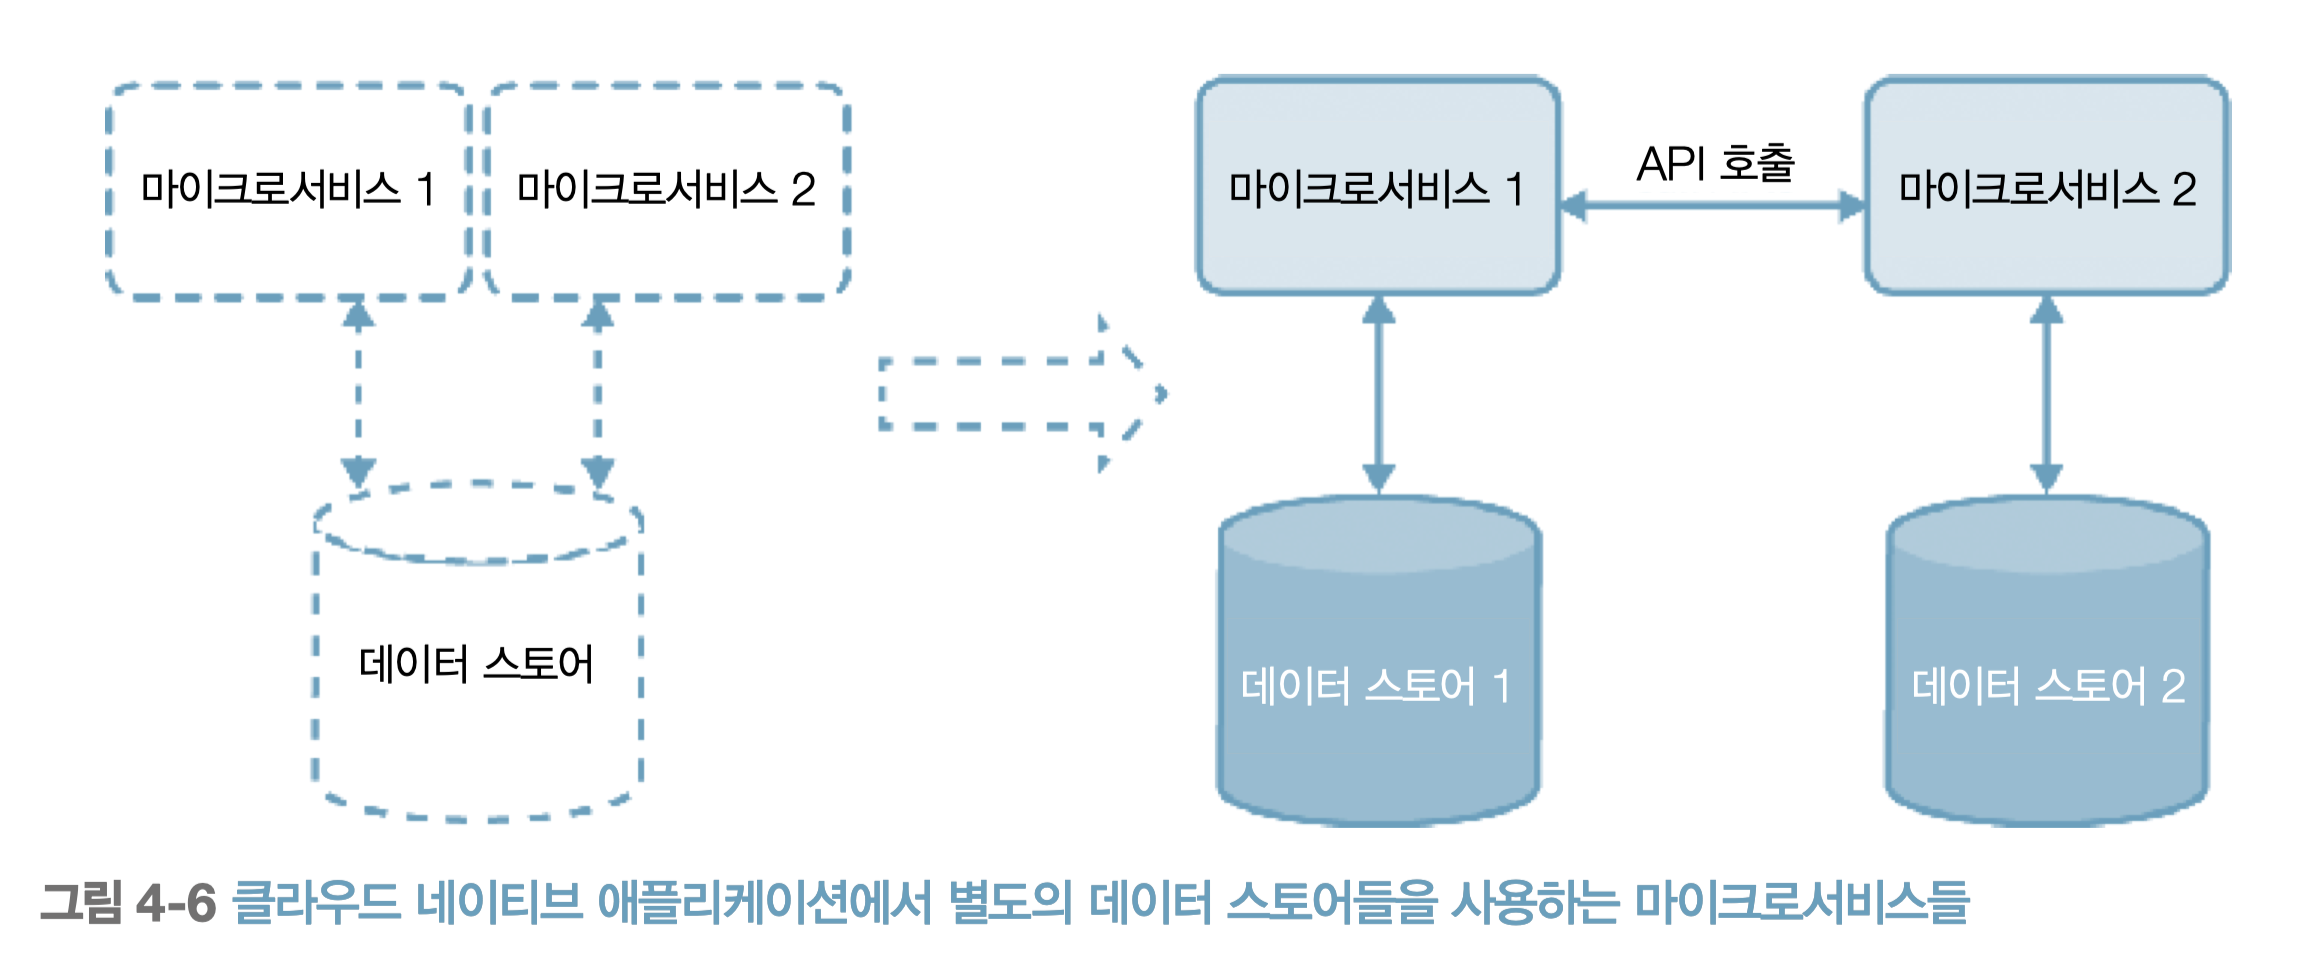 마이크로서비스 1
마이크로서비스 2
데이터 스토어
마이크로서비스 1
API 호출
마이크로서비스 2
데이터 스토어 1
데이터 스토어 2
그림 4-6 클라우드 네이티브 애플리케이션에서 별도의 데이터 스토어들을 사용하는 마이크로서비스들